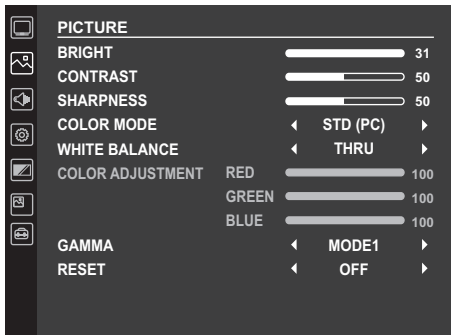 PICTURE
BRIGHT 31
CONTRAST 50
SHARPNESS 50
COLOR MODE STD (PC)
WHITE BALANCE THRU
COLOR ADJUSTMENT RED 100
GREEN 100
BLUE 100
GAMMA MODE1
RESET OFF